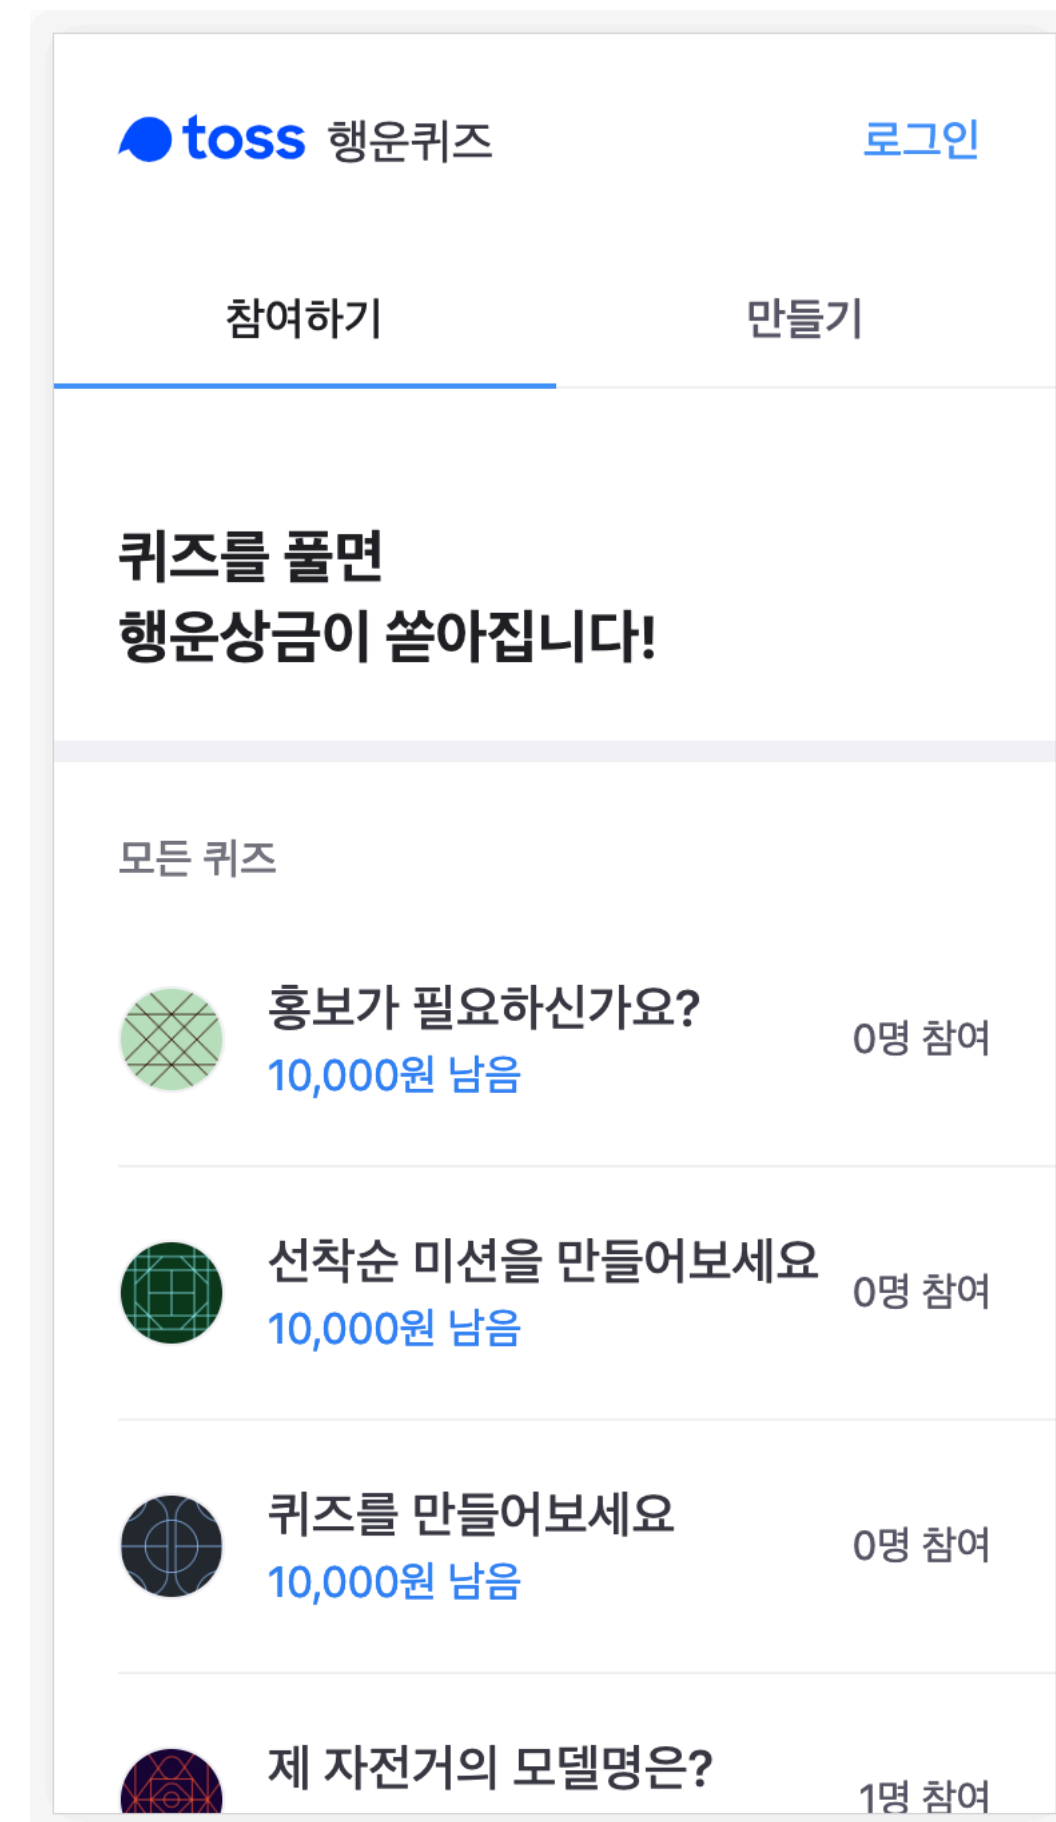 toss 행운퀴즈
로그인
참여하기
만들기
퀴즈를 풀면
행운상금이 쏟아집니다!
모든 퀴즈
홍보가 필요하신가요?
10,000원 남음
0명 참여
선착순 미션을 만들어보세요
10,000원 남음
0명 참여
퀴즈를 만들어보세요
10,000원 남음
0명 참여
제 자전거의 모델명은?
1명 참여